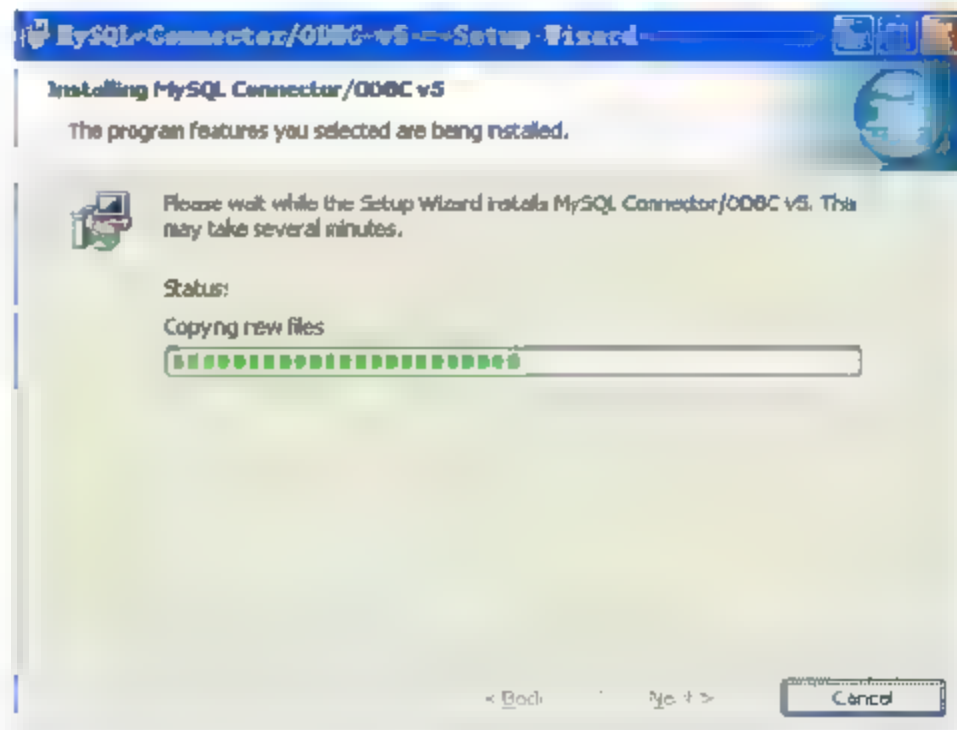 MySQL Connector/ODBC v5 - Setup Wizard
Installing MySQL Connector/ODBC v5
The program features you selected are being installed.
Please wait while the Setup Wizard installs MySQL Connector/ODBC v5. This
may take several minutes.
Status:
Copying new files
< Back
Next >
Cancel